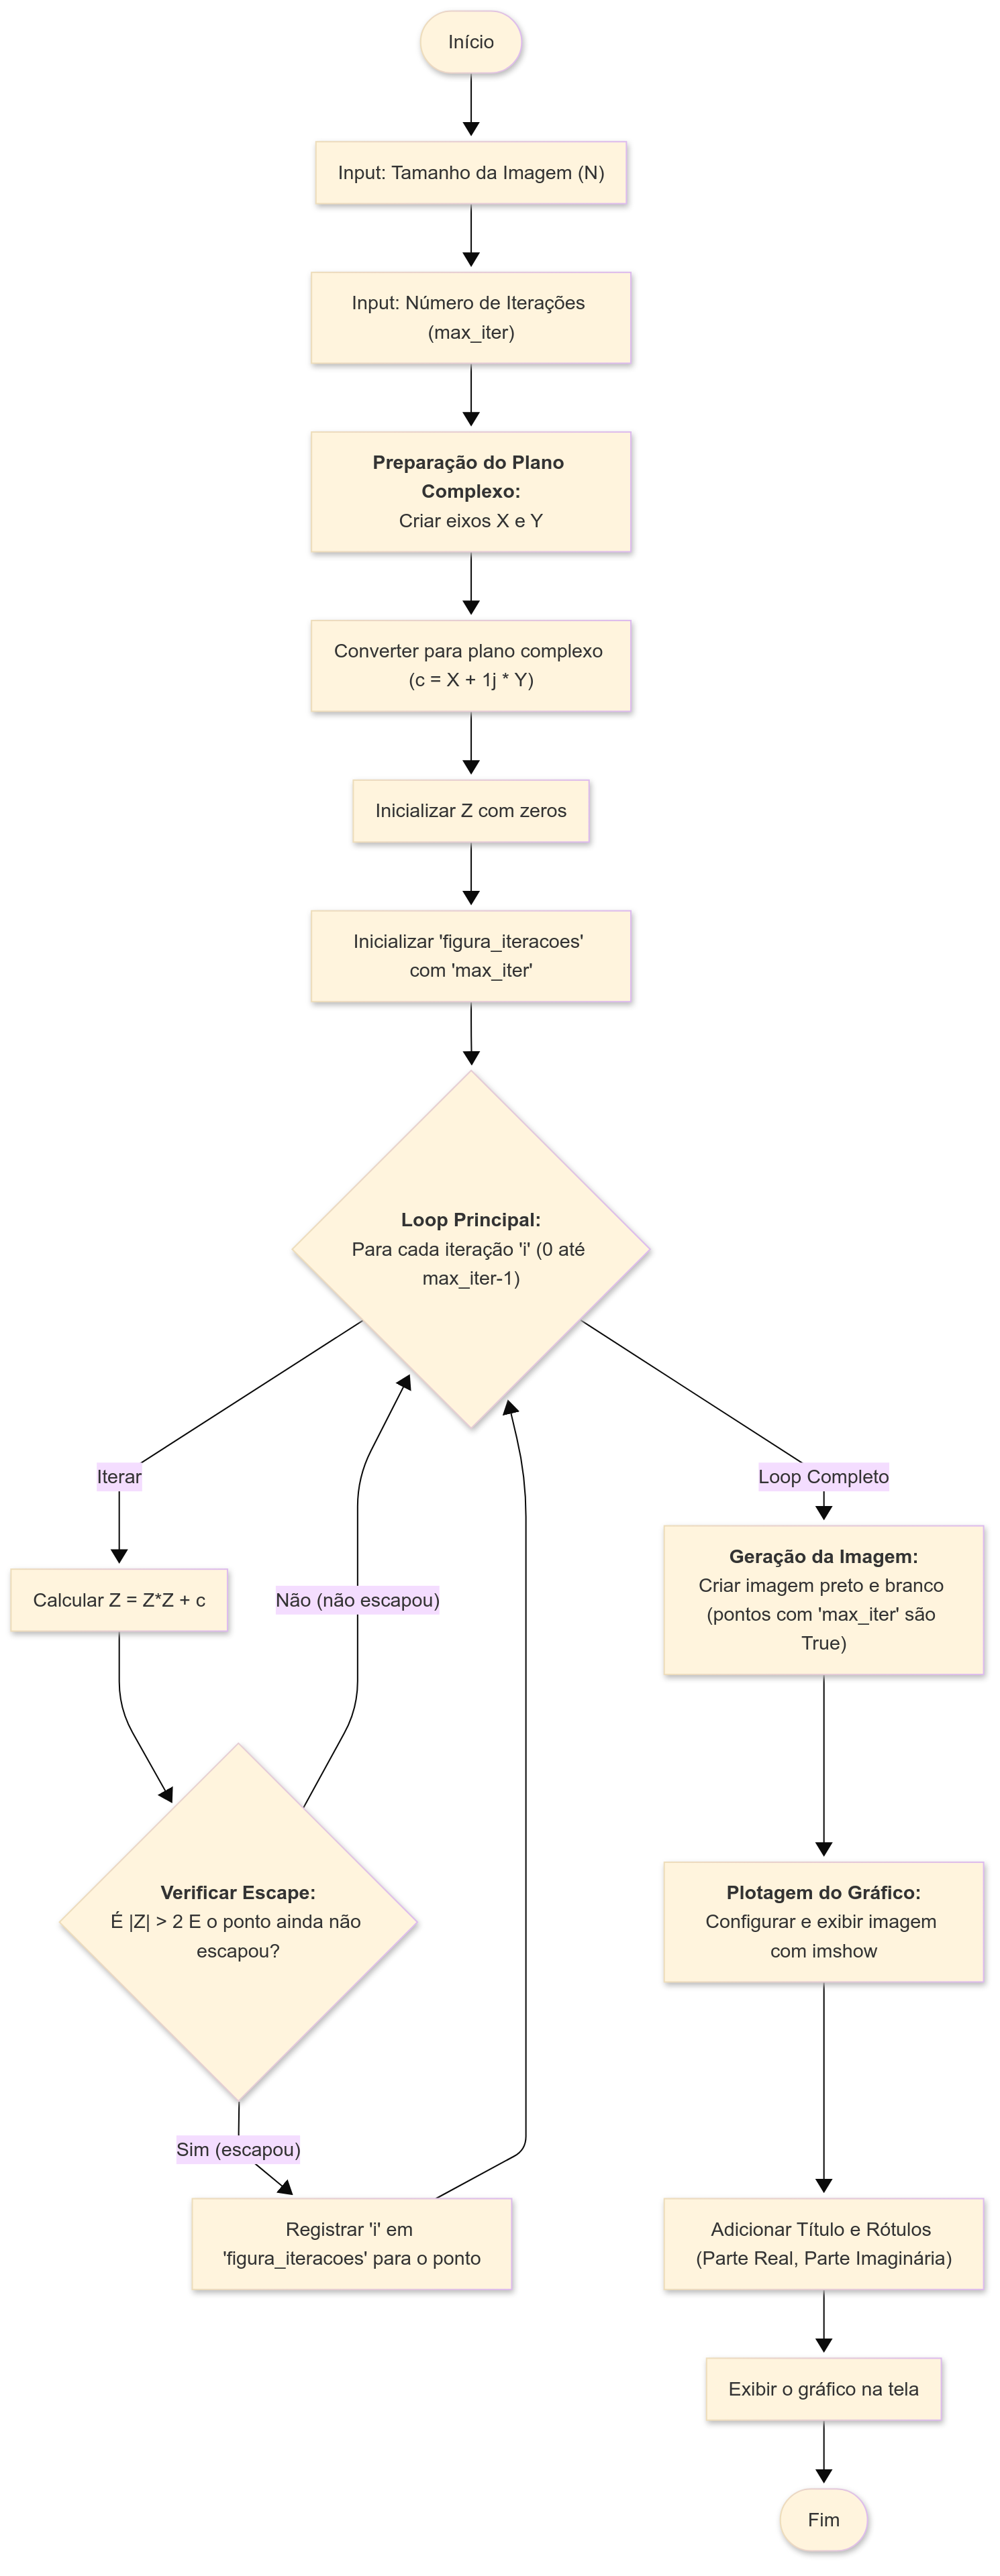 Início
Input: Tamanho da Imagem (N)
Input: Número de Iterações
(max_iter)
Preparação do Plano
Complexo:
Criar eixos X e Y
Converter para plano complexo
(c = X + 1j * Y)
Inicializar Z com zeros
Inicializar 'figura_iteracoes'
com 'max_iter'
Loop Principal:
Para cada iteração 'i' (0 até
max_iter-1)
Iterar
Loop Completo
Calcular Z = Z*Z + c
Não (não escapou)
Geração da Imagem:
Criar imagem preto e branco
(pontos com 'max_iter' são
True)
Verificar Escape:
É |Z| > 2 E o ponto ainda não
escapou?
Plotagem do Gráfico:
Configurar e exibir imagem
com imshow
Sim (escapou)
Registrar 'i' em
'figura_iteracoes' para o ponto
Adicionar Título e Rótulos
(Parte Real, Parte Imaginária)
Exibir o gráfico na tela
Fim